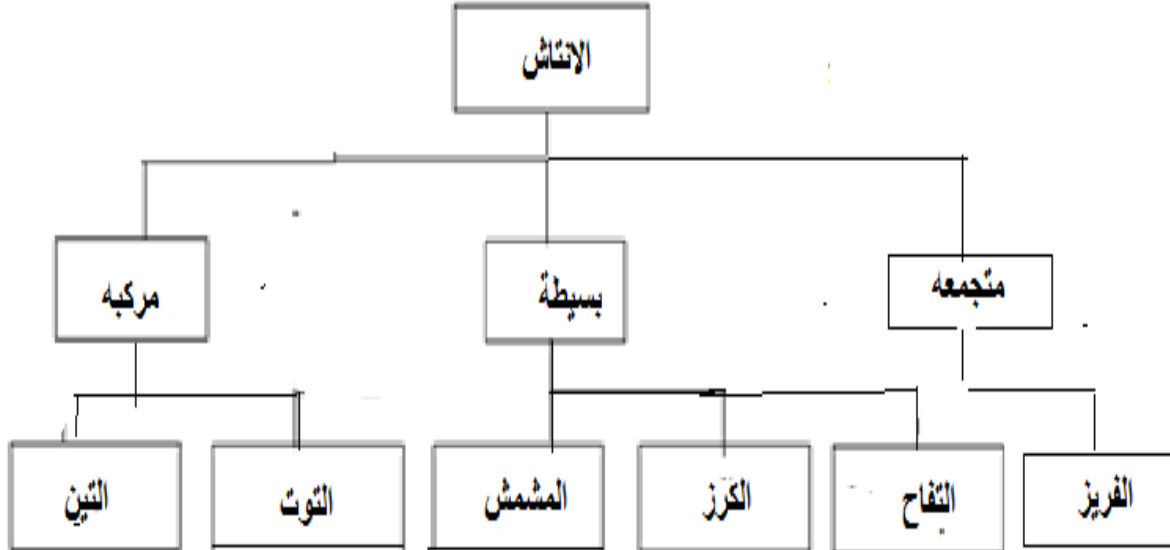 الانتاش
متجمعه
بسيطة
مركبه
الفريز
التفاح
الكرز
المشمش
التوت
التين